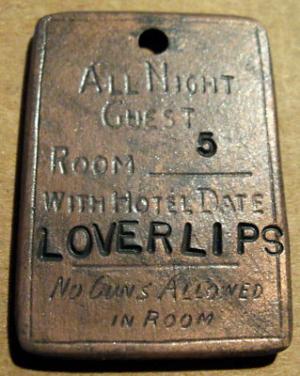 ALL NIGHT
GUEST
ROOM 5
WITH HOTEL DATE
LOVERLIPS
NO GUNS ALLOWED
IN ROOM